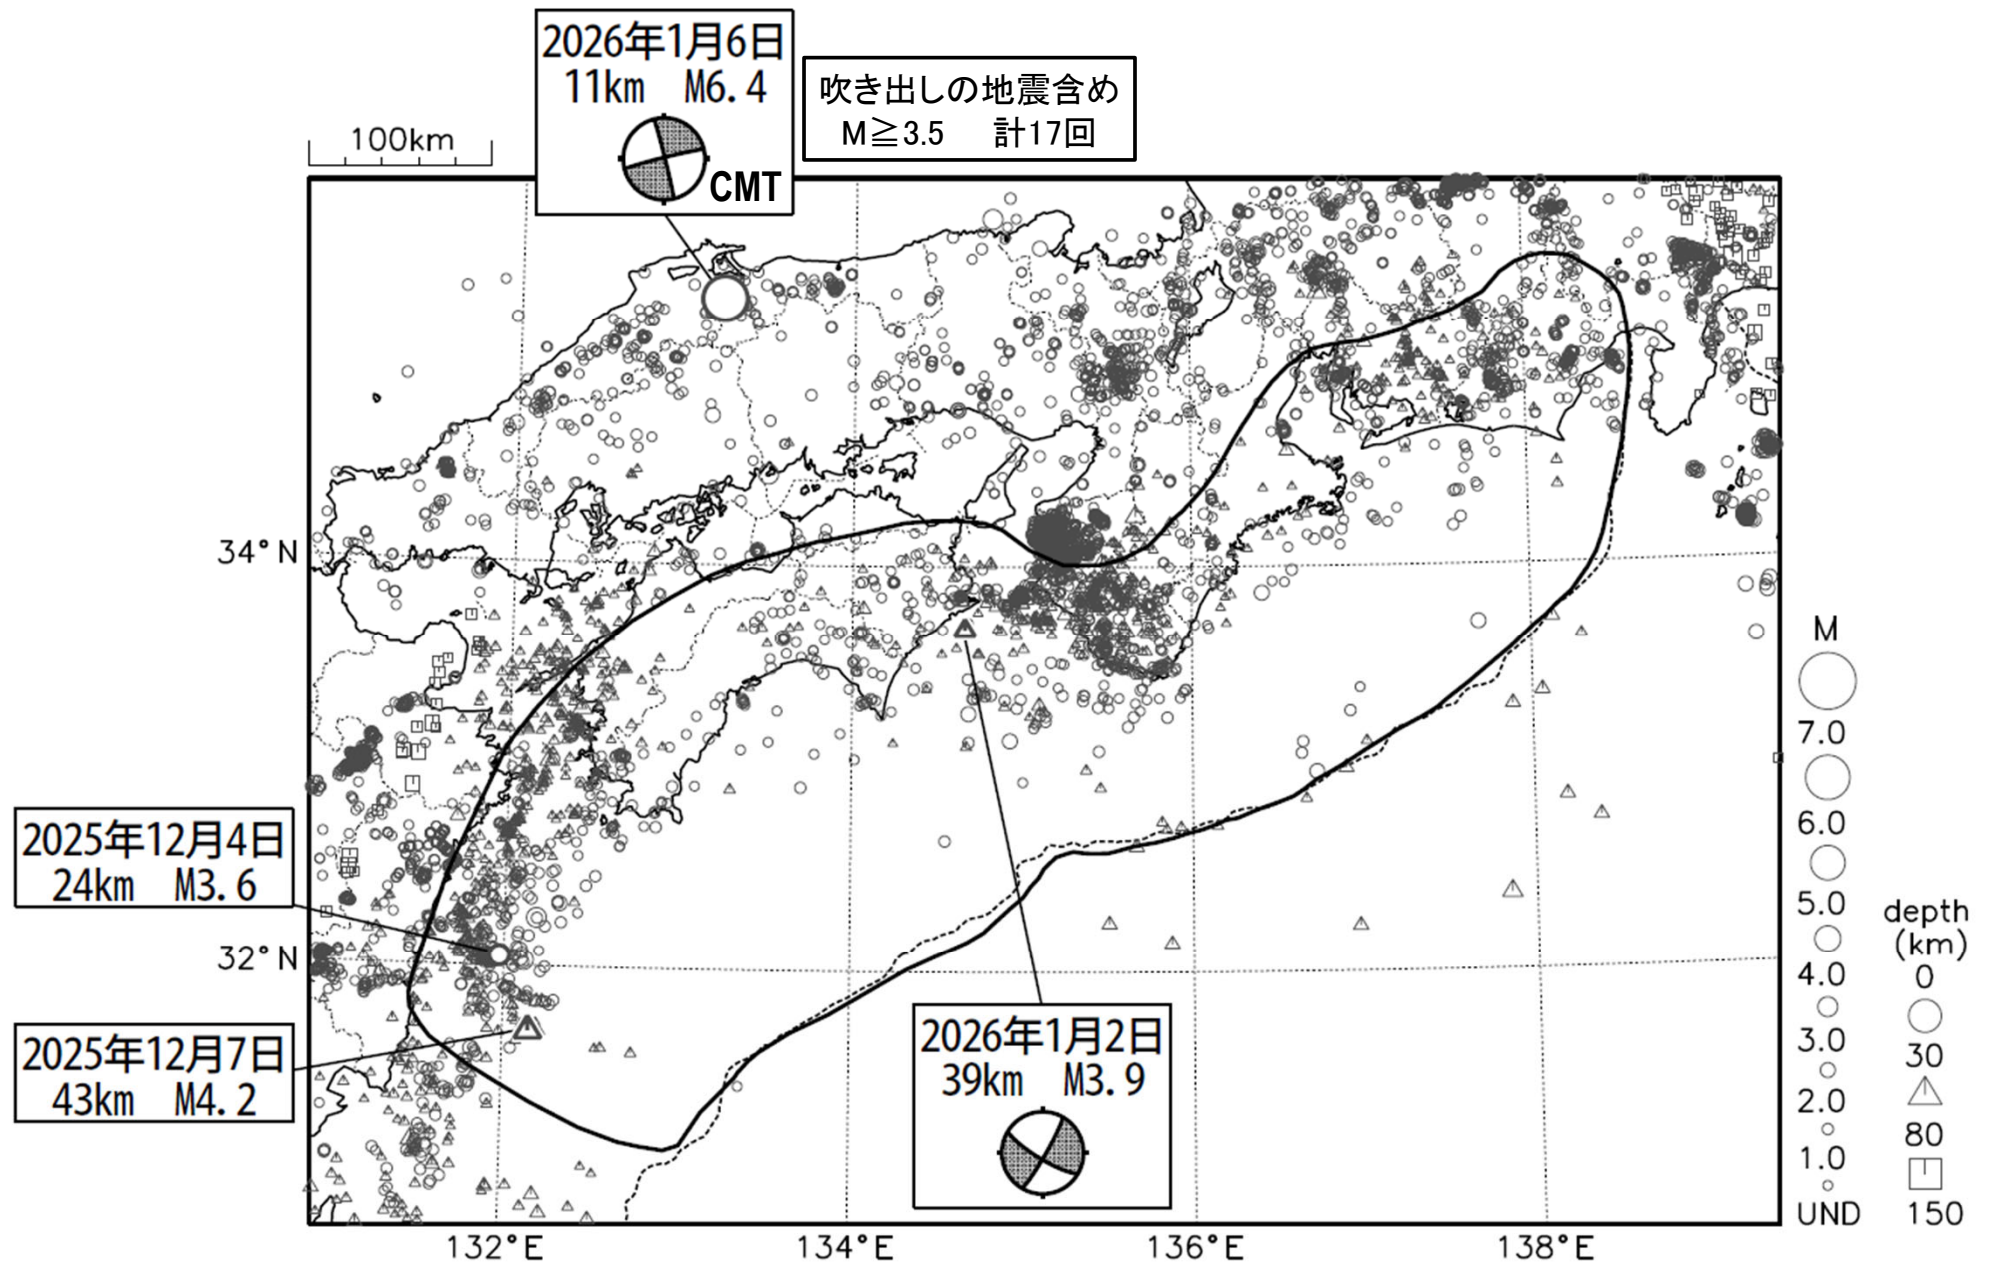 2026年1月6日
11km M6.4
CMT
吹き出しの地震含め
M≧3.5 計17回
100km
34°N
32°N
2025年12月4日
24km M3.6
2025年12月7日
43km M4.2
2026年1月2日
39km M3.9
132°E
134°E
136°E
138°E
M
7.0
6.0
5.0
4.0
3.0
2.0
1.0
UND
depth
(km)
0
30
80
150